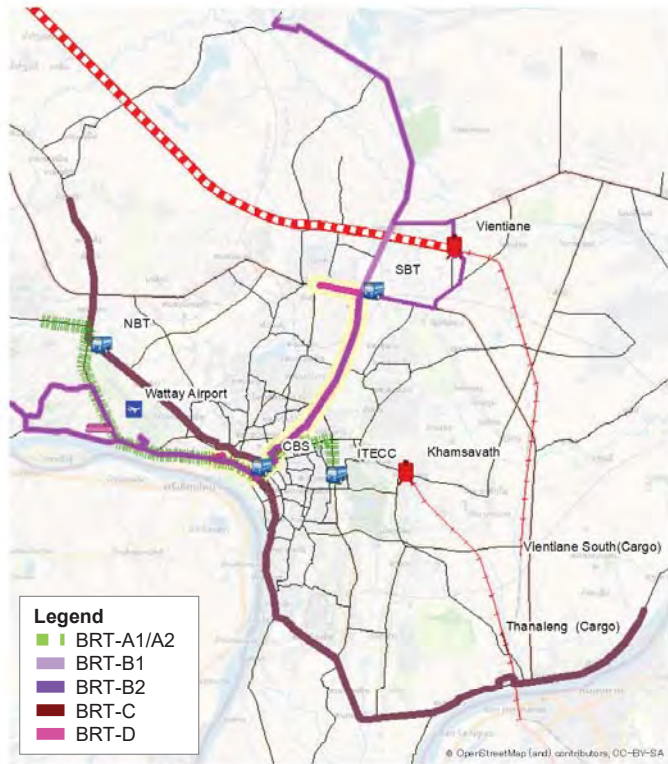 Vientiane
SBT
NBT
Wattay Airport
CBS
ITECC
Khamsavath
Vientiane South(Cargo)
Thanaleng (Cargo)
Legend
BRT-A1/A2
BRT-B1
BRT-B2
BRT-C
BRT-D
© OpenStreetMap (and) contributors, CC-BY-SA